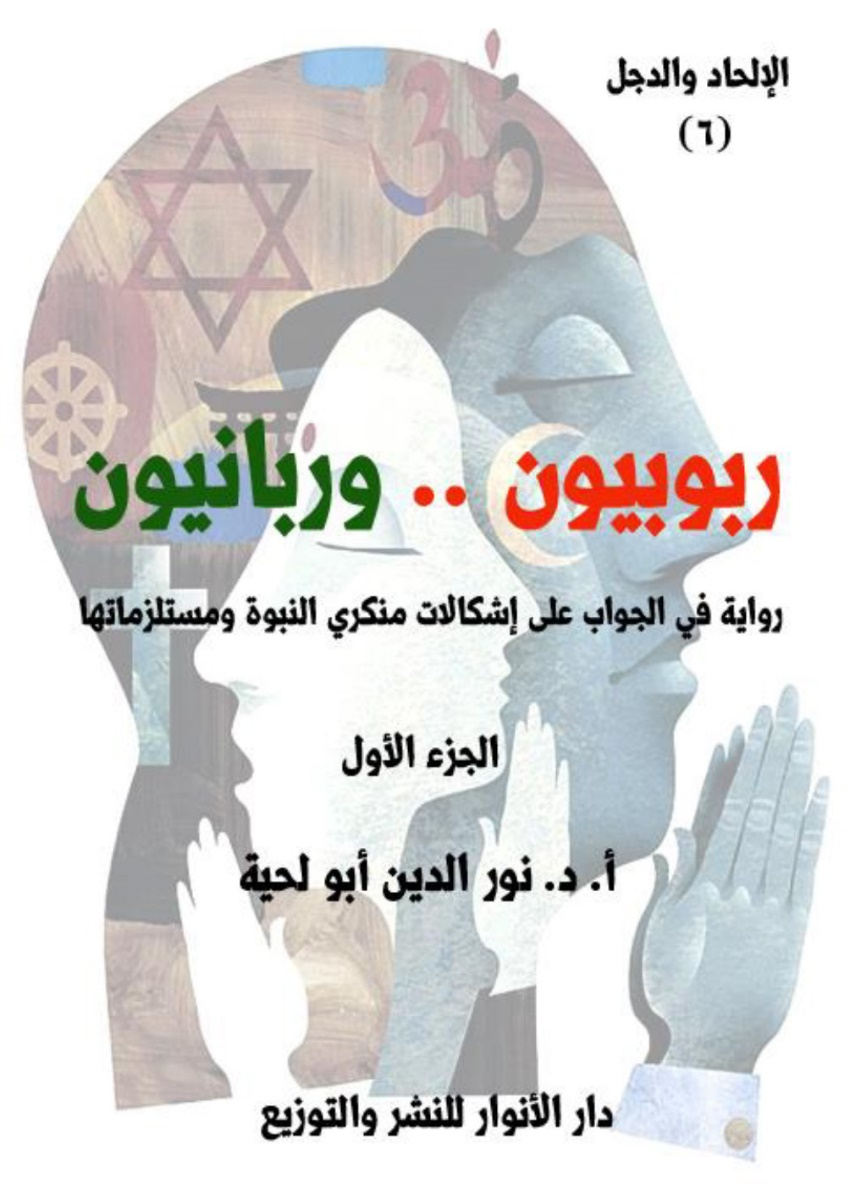 الإلحاد والدجل
(٦)
ربوبيون .. وربانيون
رواية في الجواب على إشكالات منكري النبوة ومستلزماتها
الجزء الأول
أ. د. نور الدين أبو لحية
دار الأنوار للنشر والتوزيع